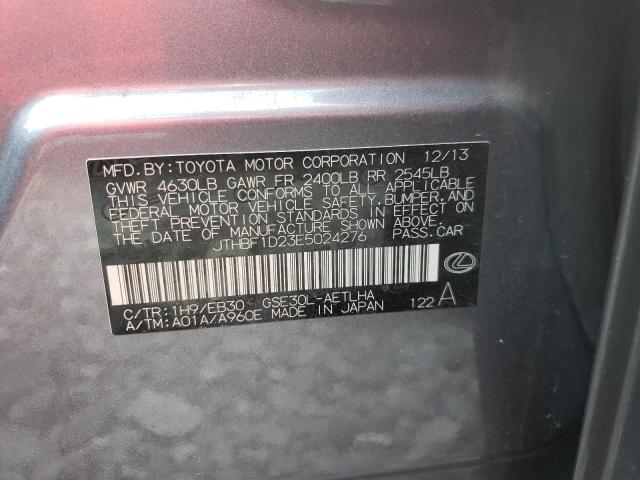 MFD. BY: TOYOTA MOTOR CORPORATION 12/13
GVWR 4630LB GAWR FR 2400LB RR 2545LB
THIS VEHICLE CONFORMS TO ALL APPLICABLE
FEDERAL MOTOR VEHICLE SAFETY, BUMPER, AND
THEFT PREVENTION STANDARDS IN EFFECT ON
THE DATE OF MANUFACTURE SHOWN ABOVE.
JTHBF1D23E5024276 PASS. CAR
C/TR: 1H9/EB30 GSE30L-AETLHA
A/TM: A01A/A960E MADE IN JAPAN 122 A